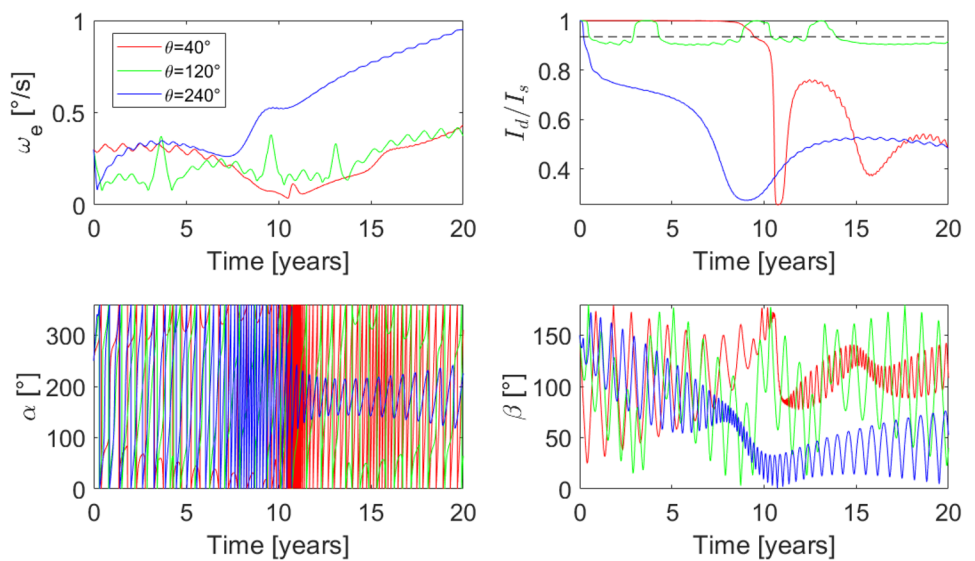 1
0.5
0
ω_e [°/s]
θ=40°
θ=120°
θ=240°
0 5 10 15 20
Time [years]
1
0.8
0.6
0.4
I_d/I_s
0 5 10 15 20
Time [years]
300
200
100
0
α [°]
0 5 10 15 20
Time [years]
150
100
50
0
β [°]
0 5 10 15 20
Time [years]